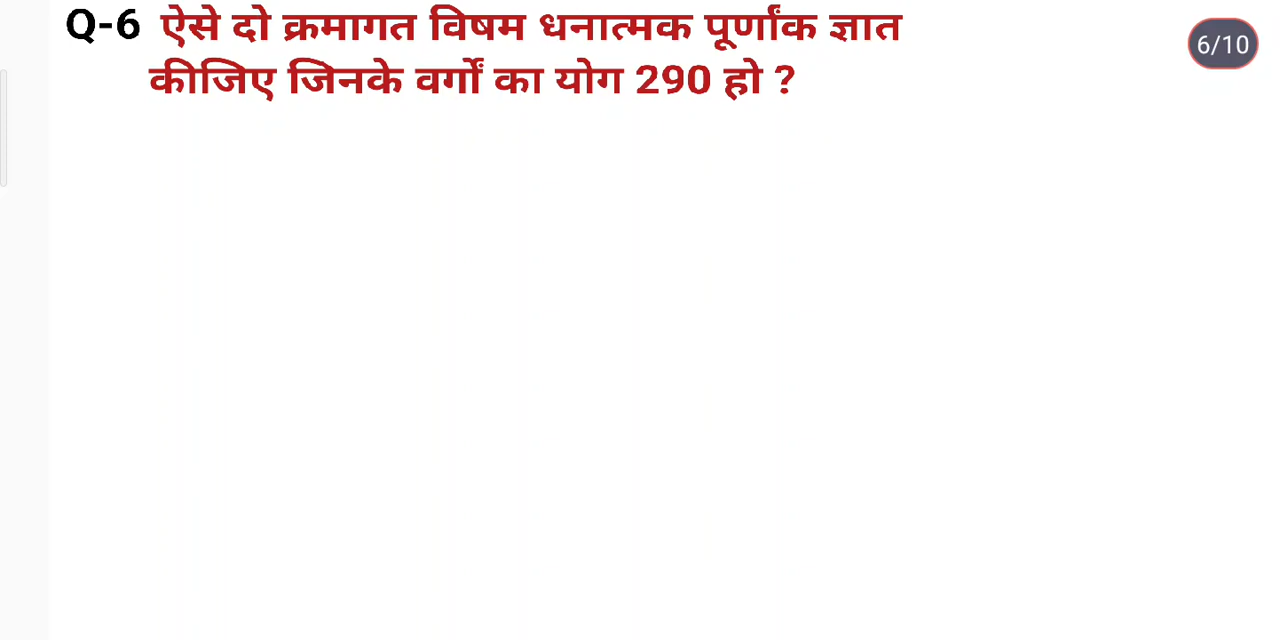 Q-6 ऐसे दो क्रमागत विषम धनात्मक पूर्णांक ज्ञात
कीजिए जिनके वर्गों का योग 290 हो ?
6/10